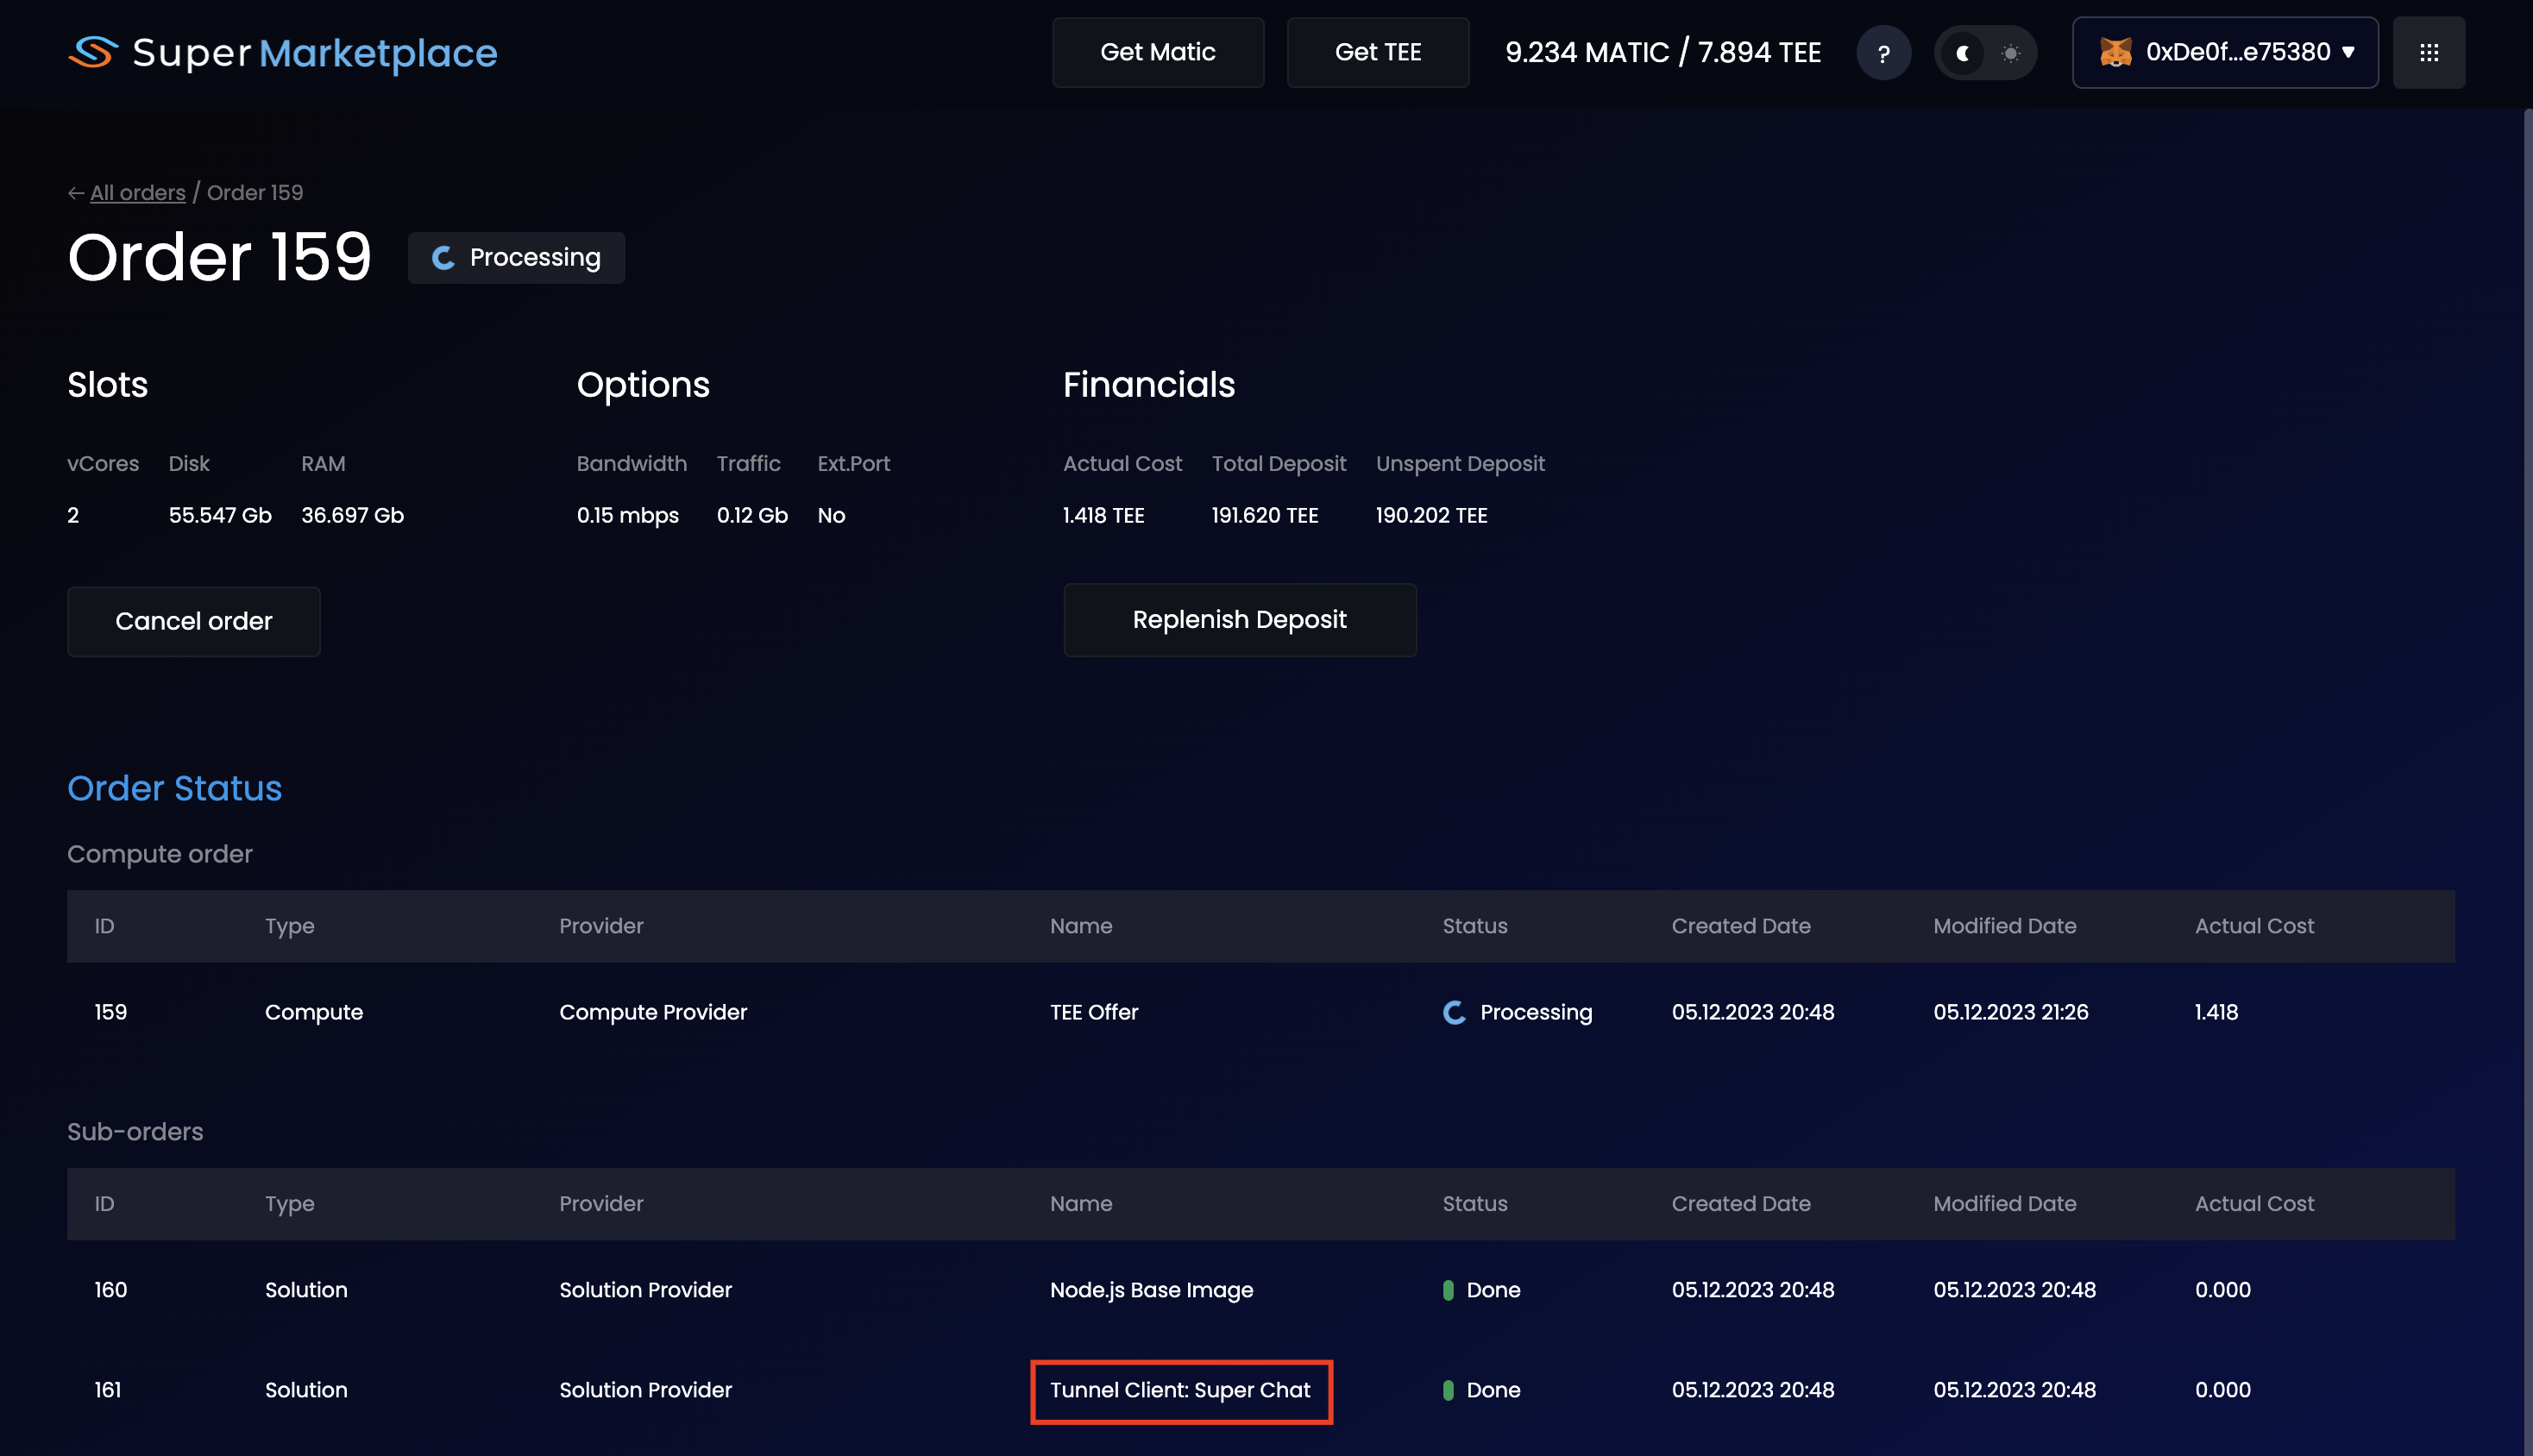 Super Marketplace
Get Matic
Get TEE
9.234 MATIC / 7.894 TEE
?
0xDe0f...e75380
← All orders / Order 159
Order 159
Processing
Slots
Options
Financials
vCores Disk RAM
Bandwidth Traffic Ext.Port
Actual Cost Total Deposit Unspent Deposit
2 55.547 Gb 36.697 Gb
0.15 mbps 0.12 Gb No
1.418 TEE 191.620 TEE 190.202 TEE
Cancel order
Replenish Deposit
Order Status
Compute order
ID Type Provider Name Status Created Date Modified Date Actual Cost
159 Compute Compute Provider TEE Offer Processing 05.12.2023 20:48 05.12.2023 21:26 1.418
Sub-orders
ID Type Provider Name Status Created Date Modified Date Actual Cost
160 Solution Solution Provider Node.js Base Image Done 05.12.2023 20:48 05.12.2023 20:48 0.000
161 Solution Solution Provider Tunnel Client: Super Chat Done 05.12.2023 20:48 05.12.2023 20:48 0.000